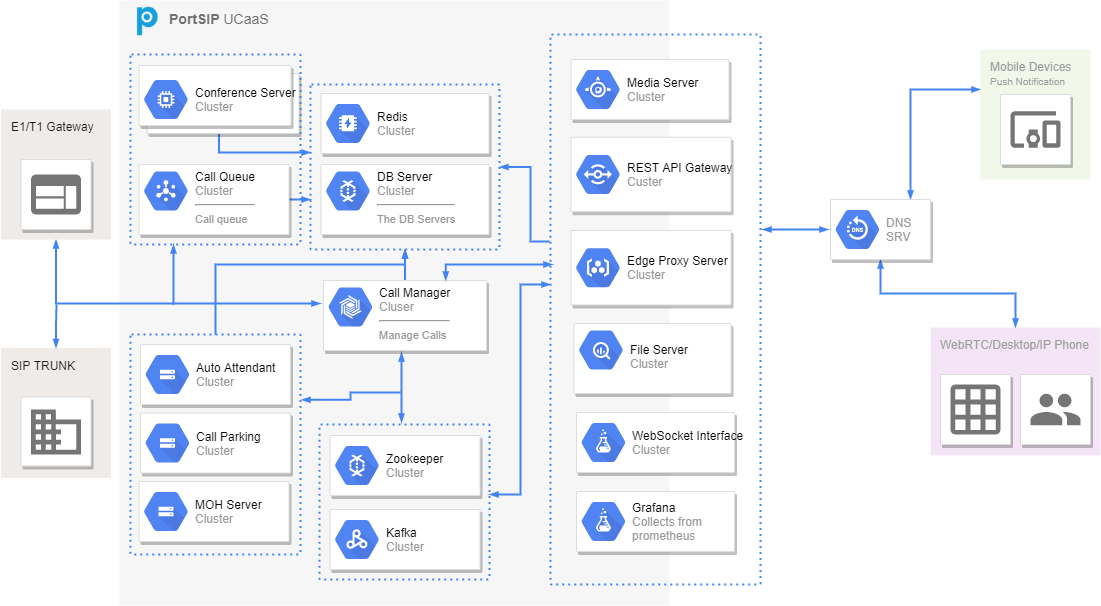 PortSIP UCaaS
E1/T1 Gateway
SIP TRUNK
Conference Server
Cluster
Call Queue
Cluster
Call queue
Redis
Cluster
DB Server
Cluster
The DB Servers
Call Manager
Cluser
Manage Calls
Auto Attendant
Cluster
Call Parking
Cluster
MOH Server
Cluster
Zookeeper
Cluster
Kafka
Cluster
Media Server
Cluster
REST API Gateway
Custer
Edge Proxy Server
Cluster
File Server
Cluster
WebSocket Interface
Cluster
Grafana
Collects from
prometheus
DNS
DNS
SRV
Mobile Devices
Push Notification
WebRTC/Desktop/IP Phone